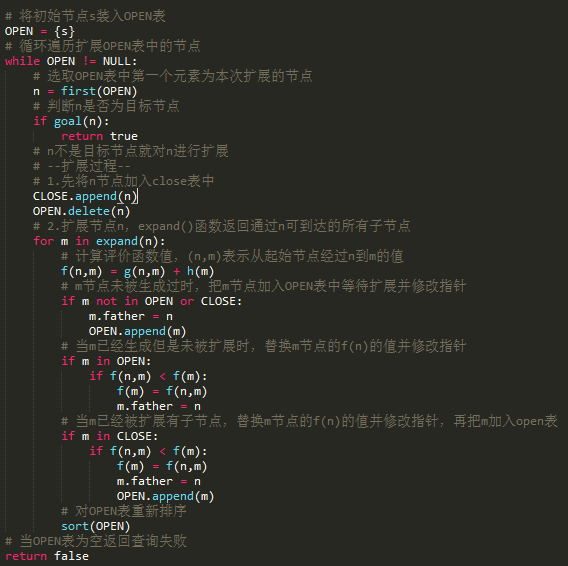 # 将初始节点s装入OPEN表
OPEN = {s}
# 循环遍历扩展OPEN表中的节点
while OPEN != NULL:
    # 选取OPEN表中第一个元素为本次扩展的节点
    n = first(OPEN)
    # 判断n是否为目标节点
    if goal(n):
        return true
    # n不是目标节点就对n进行扩展
    # --扩展过程--
    # 1.先将n节点加入close表中
    CLOSE.append(n)
    OPEN.delete(n)
    # 2.扩展节点n, expand()函数返回通过n可到达的所有子节点
    for m in expand(n):
        # 计算评价函数值，(n,m)表示从起始节点经过n到m的值
        f(n,m) = g(n,m) + h(m)
        # m节点未被生成过时，把m节点加入OPEN表中等待扩展并修改指针
        if m not in OPEN or CLOSE:
            m.father = n
            OPEN.append(m)
        # 当m已经生成但是未被扩展时，替换m节点的f(n)的值并修改指针
        if m in OPEN:
            if f(n,m) < f(m):
                f(m) = f(n,m)
                m.father = n
        # 当m已经被扩展有子节点，替换m节点的f(n)的值并修改指针，再把m加入open表
        if m in CLOSE:
            if f(n,m) < f(m):
                f(m) = f(n,m)
                m.father = n
                OPEN.append(m)
        # 对OPEN表重新排序
        sort(OPEN)
# 当OPEN表为空返回查询失败
return false